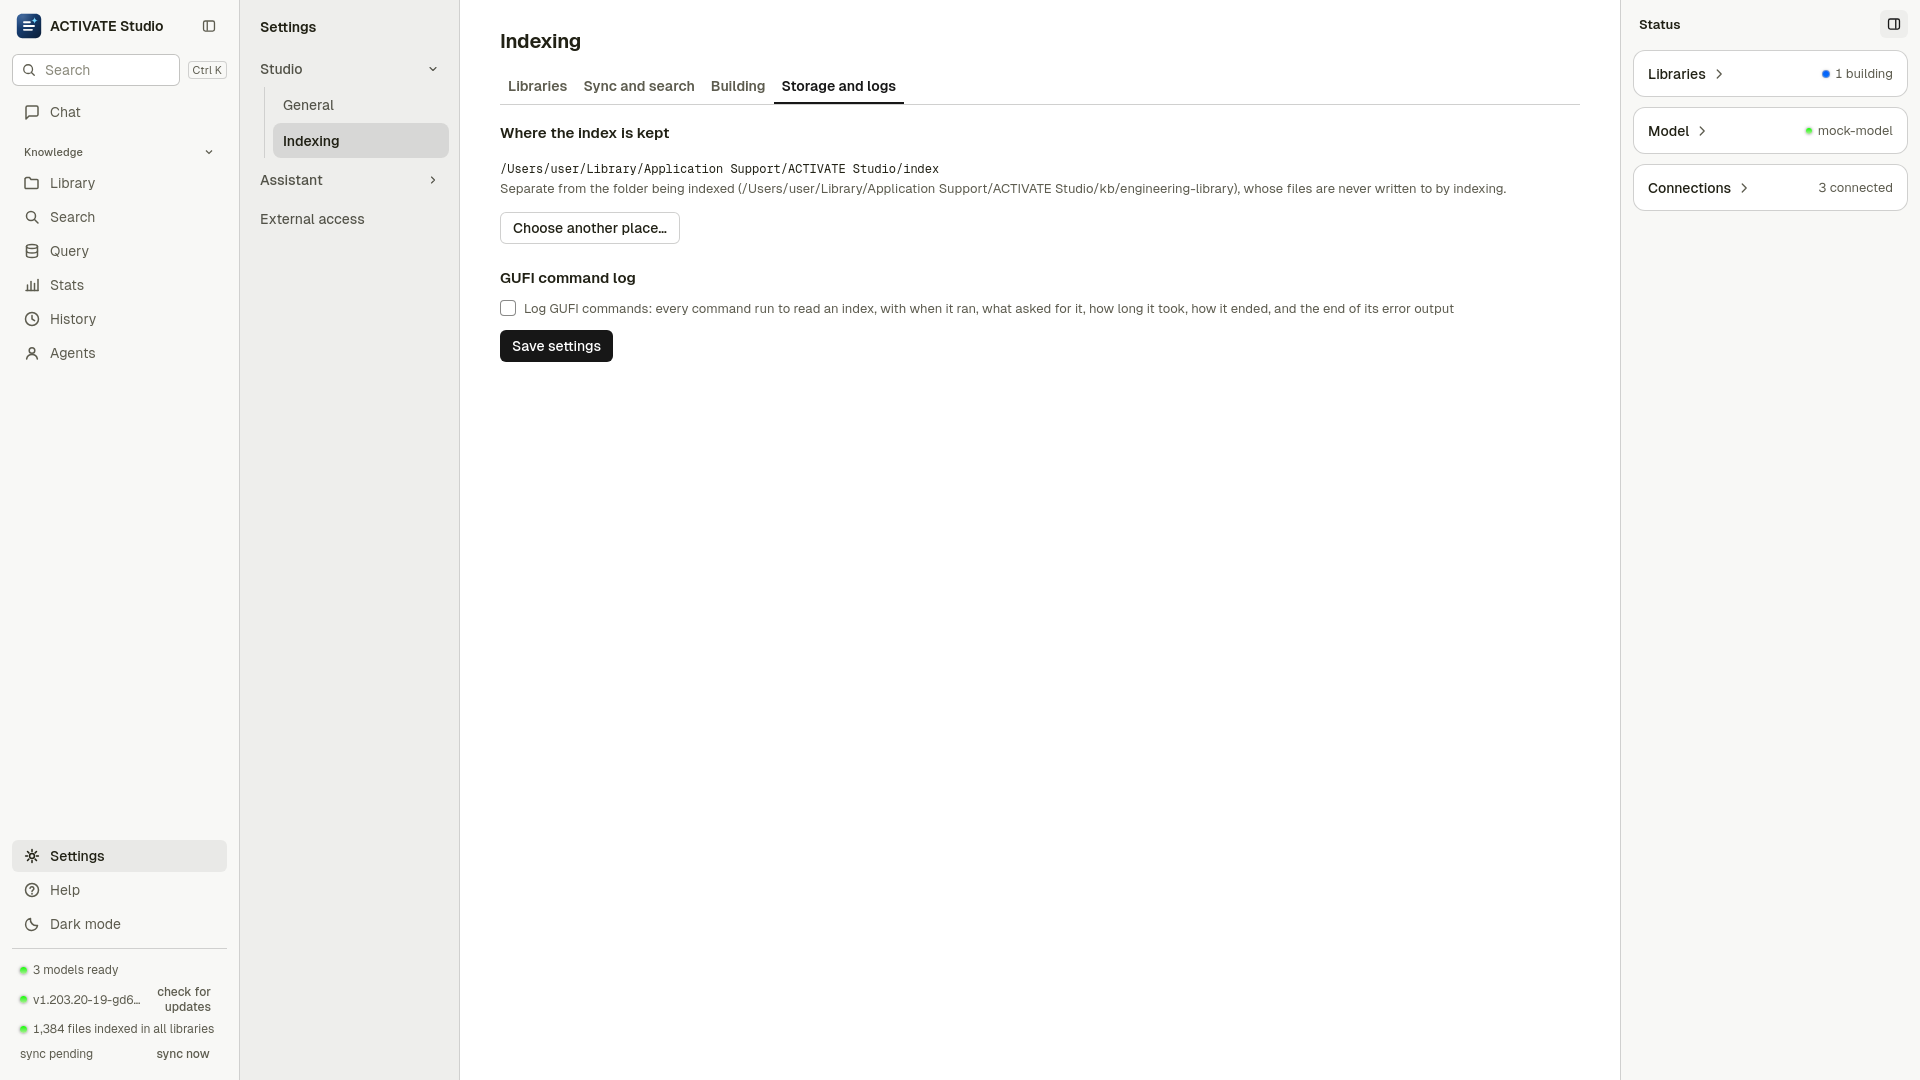 ACTIVATE Studio
Search
Ctrl K
Chat
Knowledge
Library
Search
Query
Stats
History
Agents
Settings
Help
Dark mode
3 models ready
v1.203.20-19-gd6...
check for updates
1,384 files indexed in all libraries
sync pending
sync now
Settings
Studio
General
Indexing
Assistant
External access
Indexing
Libraries
Sync and search
Building
Storage and logs
Where the index is kept
/Users/user/Library/Application Support/ACTIVATE Studio/index
Separate from the folder being indexed (/Users/user/Library/Application Support/ACTIVATE Studio/kb/engineering-library), whose files are never written to by indexing.
Choose another place...
GUFI command log
Log GUFI commands: every command run to read an index, with when it ran, what asked for it, how long it took, how it ended, and the end of its error output
Save settings
Status
Libraries
1 building
Model
mock-model
Connections
3 connected